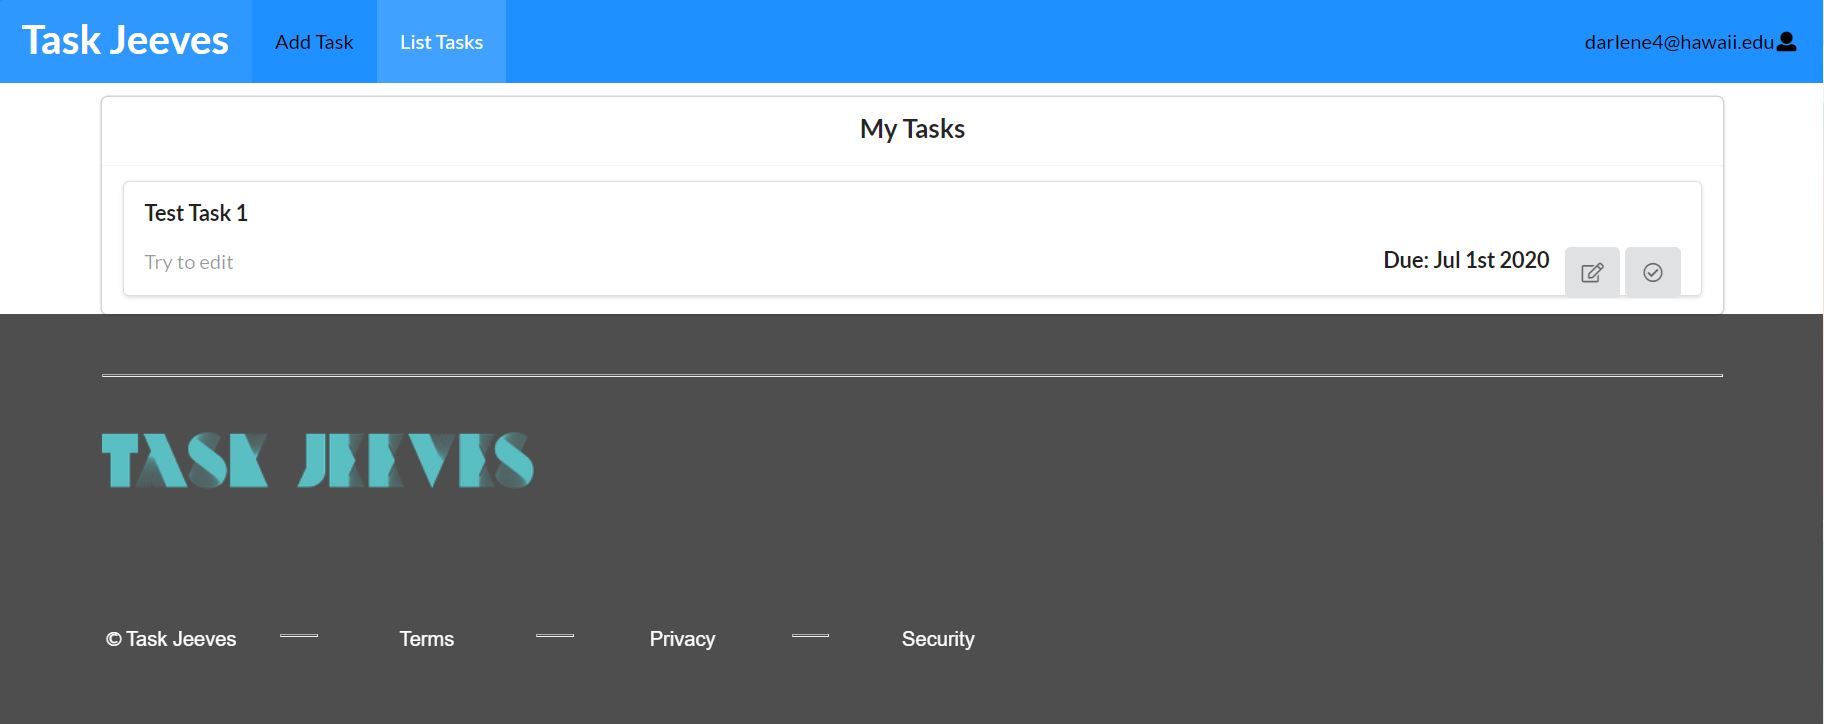 Task Jeeves Add Task List Tasks darlene4@hawaii.edu
My Tasks
Test Task 1
Try to edit Due: Jul 1st 2020
TASK JEEVES
© Task Jeeves Terms Privacy Security